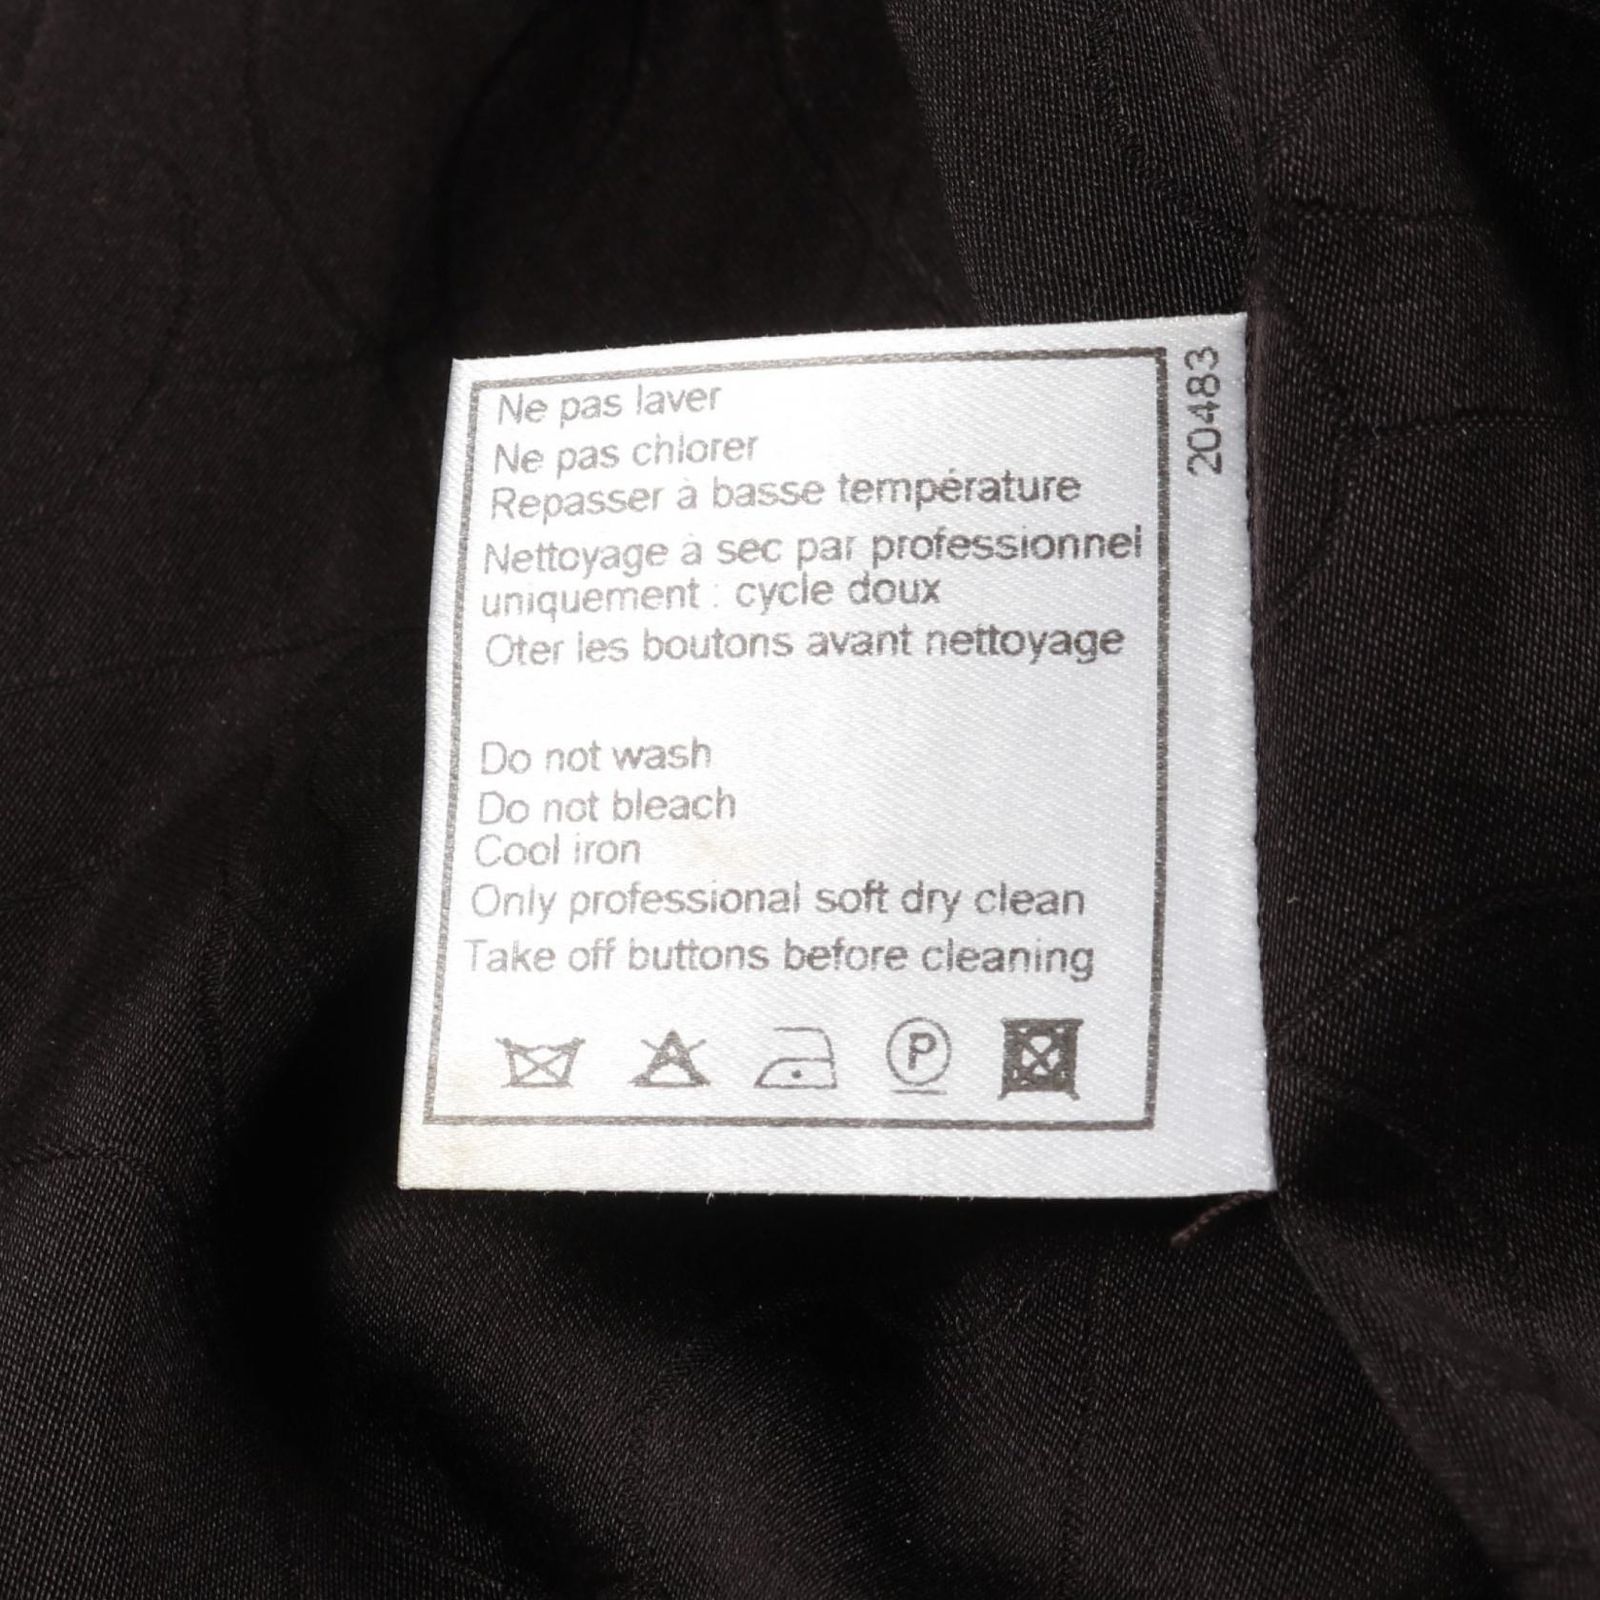 Ne pas laver
Ne pas chlorer
Repasser à basse température
Nettoyage à sec par professionnel
uniquement : cycle doux
Oter les boutons avant nettoyage
Do not wash
Do not bleach
Cool iron
Only professional soft dry clean
Take off buttons before cleaning
P
20483